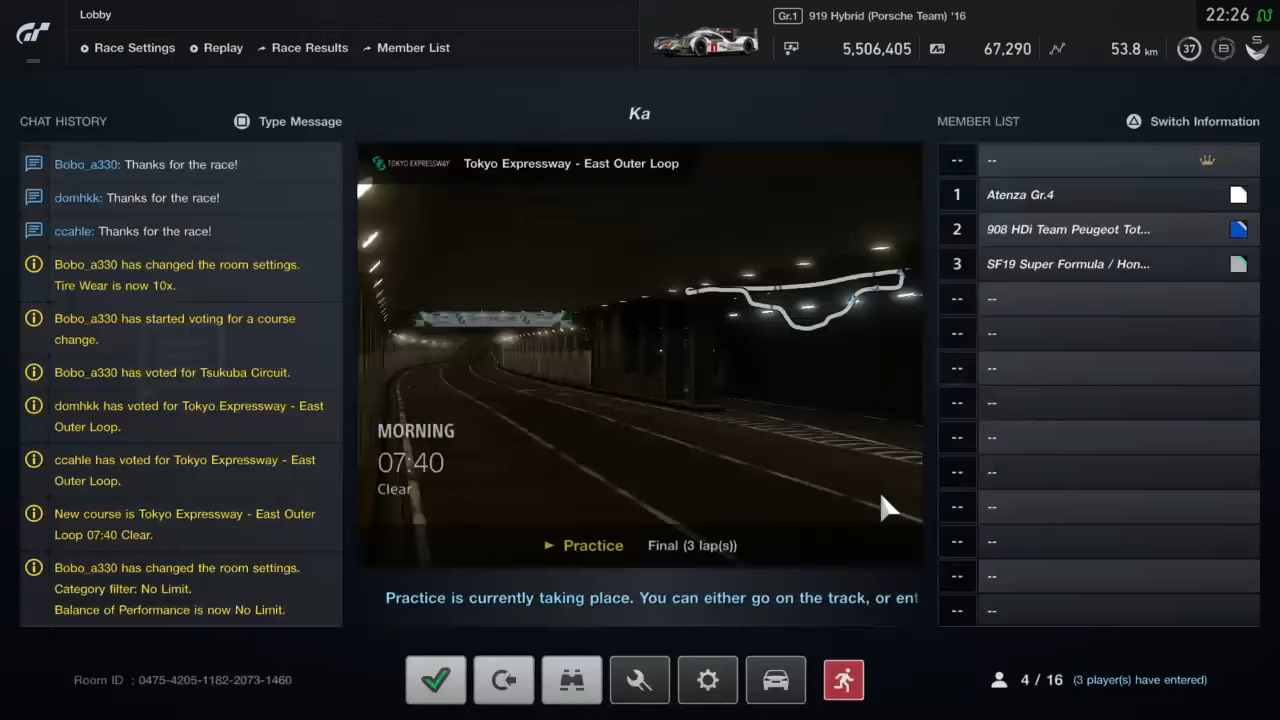 Lobby
Race Settings Replay Race Results Member List
Gr.1 919 Hybrid (Porsche Team) '16
5,506,405 67,290 53.8 km
22:26
37 B S
CHAT HISTORY Type Message
Bobo_a330: Thanks for the race!
domhkk: Thanks for the race!
ccahle: Thanks for the race!
Bobo_a330 has changed the room settings.
Tire Wear is now 10x.
Bobo_a330 has started voting for a course
change.
Bobo_a330 has voted for Tsukuba Circuit.
domhkk has voted for Tokyo Expressway - East
Outer Loop.
ccahle has voted for Tokyo Expressway - East
Outer Loop.
New course is Tokyo Expressway - East Outer
Loop 07:40 Clear.
Bobo_a330 has changed the room settings.
Category filter: No Limit.
Balance of Performance is now No Limit.
Ka
TOKYO EXPRESSWAY Tokyo Expressway - East Outer Loop
MORNING
07:40
Clear
Practice Final (3 lap(s))
Practice is currently taking place. You can either go on the track, or ent
MEMBER LIST Switch Information
-- --
1 Atenza Gr.4
2 908 HDi Team Peugeot Tot...
3 SF19 Super Formula / Hon...
-- --
-- --
-- --
-- --
-- --
-- --
-- --
-- --
-- --
-- --
Room ID : 0475-4205-1182-2073-1460
4 / 16 (3 player(s) have entered)